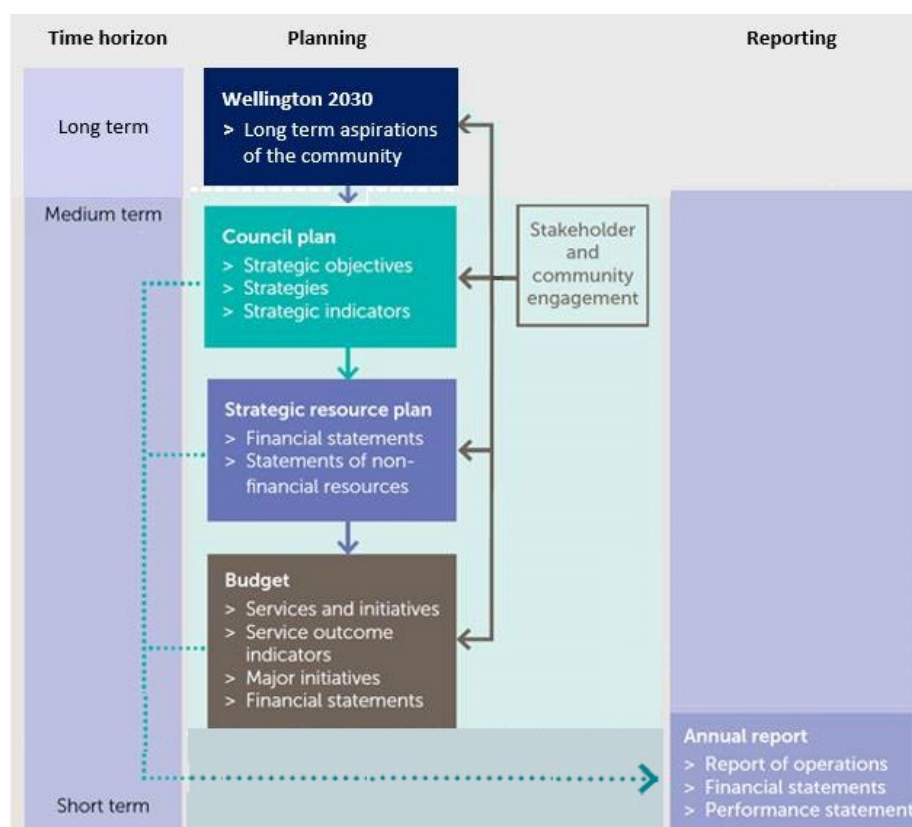 Time horizon
Planning
Reporting
Long term
Wellington 2030
> Long term aspirations
of the community
Medium term
Council plan
> Strategic objectives
> Strategies
> Strategic indicators
Stakeholder
and
community
engagement
Strategic resource plan
> Financial statements
> Statements of non-
financial resources
Budget
> Services and initiatives
> Service outcome
indicators
> Major initiatives
> Financial statements
Annual report
> Report of operations
> Financial statements
> Performance statement
Short term